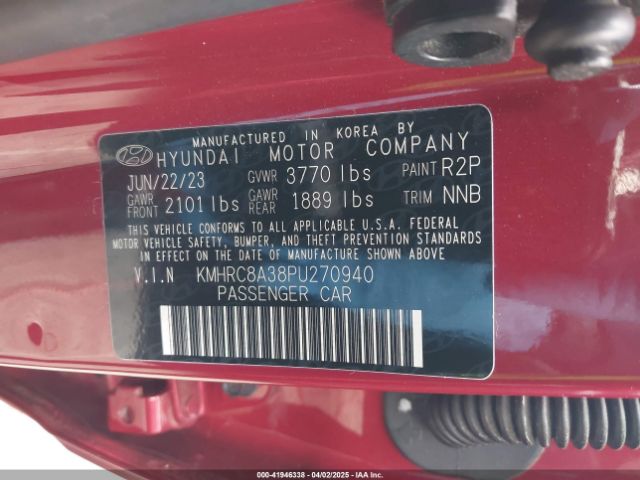 MANUFACTURED IN KOREA BY
HYUNDAI MOTOR COMPANY
JUN/22/23 GVWR 3770 lbs PAINT R2P
GAWR FRONT 2101 lbs GAWR REAR 1889 lbs TRIM NNB
THIS VEHICLE CONFORMS TO ALL APPLICABLE U.S.A. FEDERAL
MOTOR VEHICLE SAFETY, BUMPER, AND THEFT PREVENTION STANDARDS
IN EFFECT ON THE DATE OF MANUFACTURE SHOWN ABOVE
V.I.N KMHRC8A38PU270940
PASSENGER CAR
000-41946338 - 04/02/2025 - IAA Inc.